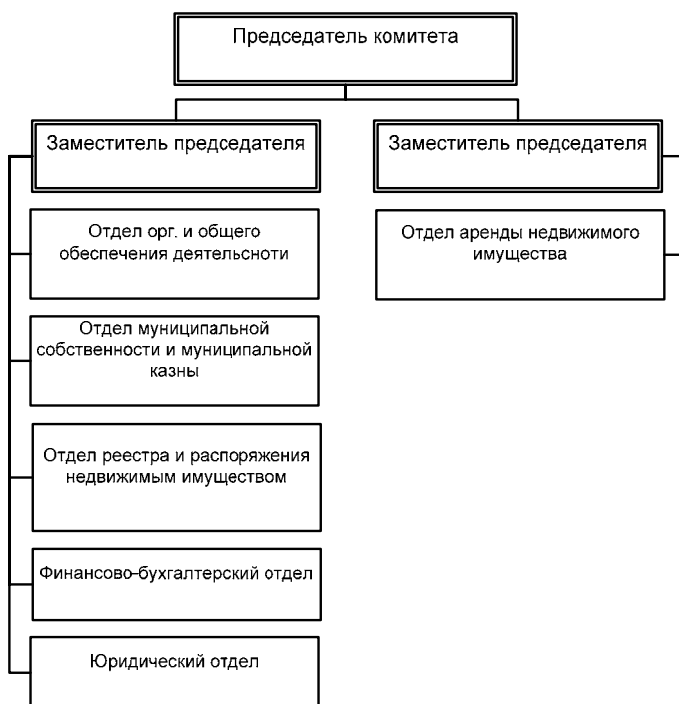 Председатель комитета
Заместитель председателя
Заместитель председателя
Отдел орг. и общего
обеспечения деятельсноти
Отдел аренды недвижимого
имущества
Отдел муниципальной
собственности и муниципальной
казны
Отдел реестра и распоряжения
недвижимым имуществом
Финансово-бухгалтерский отдел
Юридический отдел